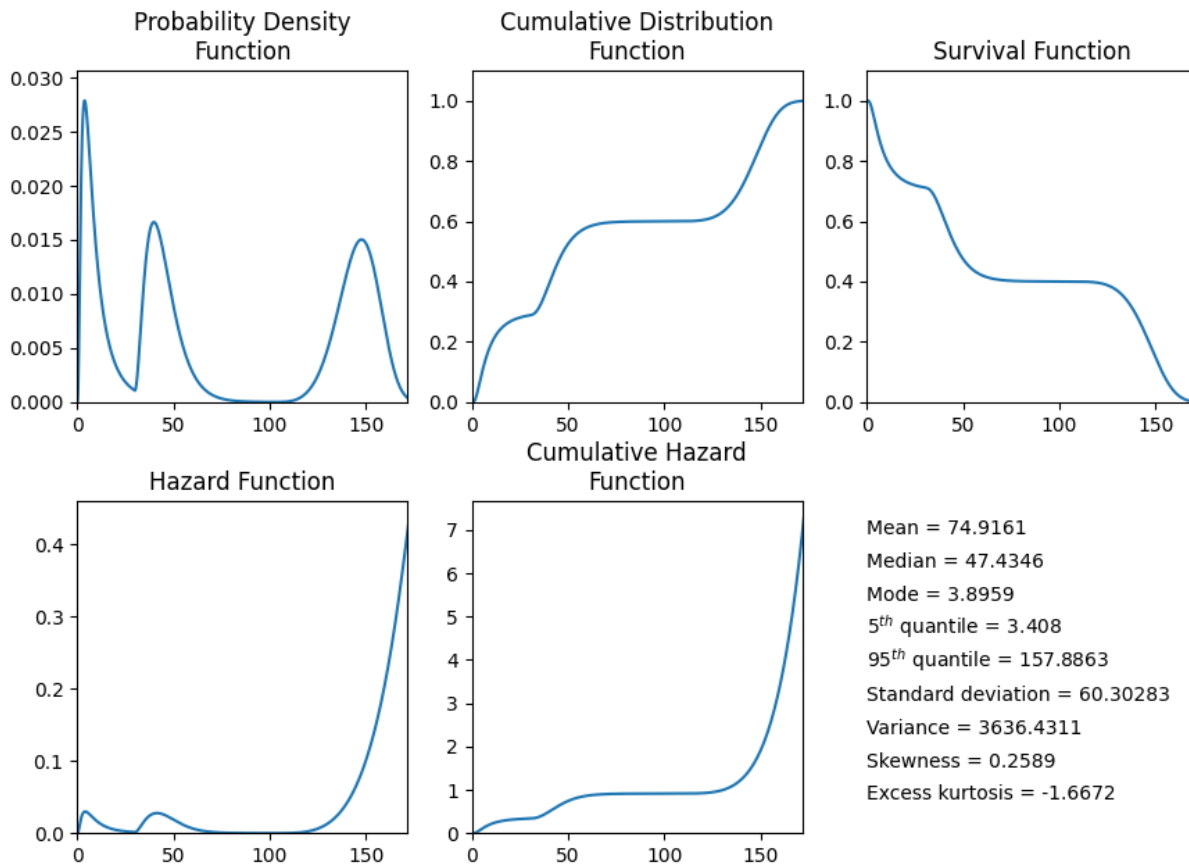 Probability Density
Function
Cumulative Distribution
Function
Survival Function
0.030
0.025
0.020
0.015
0.010
0.005
0.000
0 50 100 150
1.0
0.8
0.6
0.4
0.2
0.0
0 50 100 150
1.0
0.8
0.6
0.4
0.2
0.0
0 50 100 150
Hazard Function
Cumulative Hazard
Function
0.4
0.3
0.2
0.1
0.0
0 50 100 150
7
6
5
4
3
2
1
0
0 50 100 150
Mean = 74.9161
Median = 47.4346
Mode = 3.8959
5th quantile = 3.408
95th quantile = 157.8863
Standard deviation = 60.30283
Variance = 3636.4311
Skewness = 0.2589
Excess kurtosis = -1.6672